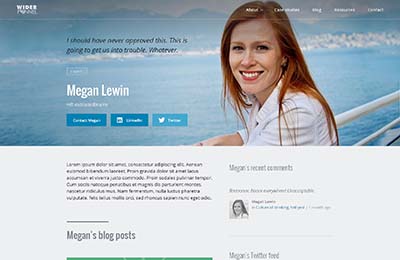 WIDER
FUNNEL
About
Case studies
Blog
Resources
Contact
I should have never approved this. This is
going to get us into trouble. Whatever.
Megan Lewin
Contact Megan
LinkedIn
Twitter
Lorem ipsum dolor sit amet, consectetur adipiscing elit. Aenean
euismod bibendum laoreet. Proin gravida dolor sit amet lacus
accumsan et viverra justo commodo. Proin sodales pulvinar tempor.
Cum sociis natoque penatibus et magnis dis parturient montes,
nascetur ridiculus mus. Nam fermentum, nulla luctus pharetra vulputate,
felis tellus mollis orci, sed rhoncus sapien nunc eget.
Megan's blog posts
Megan's recent comments
Megan Lewin
1 month ago
Megan's Twitter feed